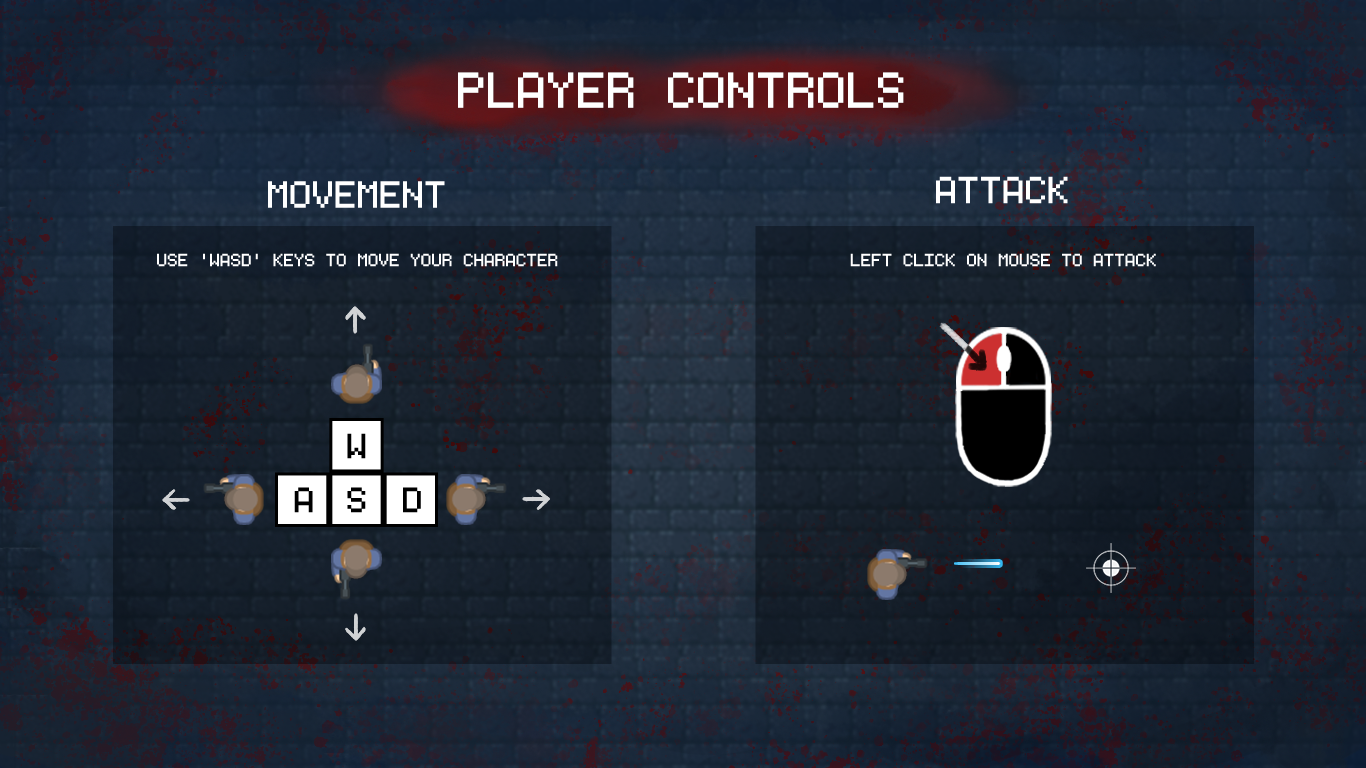 PLAYER CONTROLS
MOVEMENT
USE 'WASD' KEYS TO MOVE YOUR CHARACTER
W
A S D
ATTACK
LEFT CLICK ON MOUSE TO ATTACK